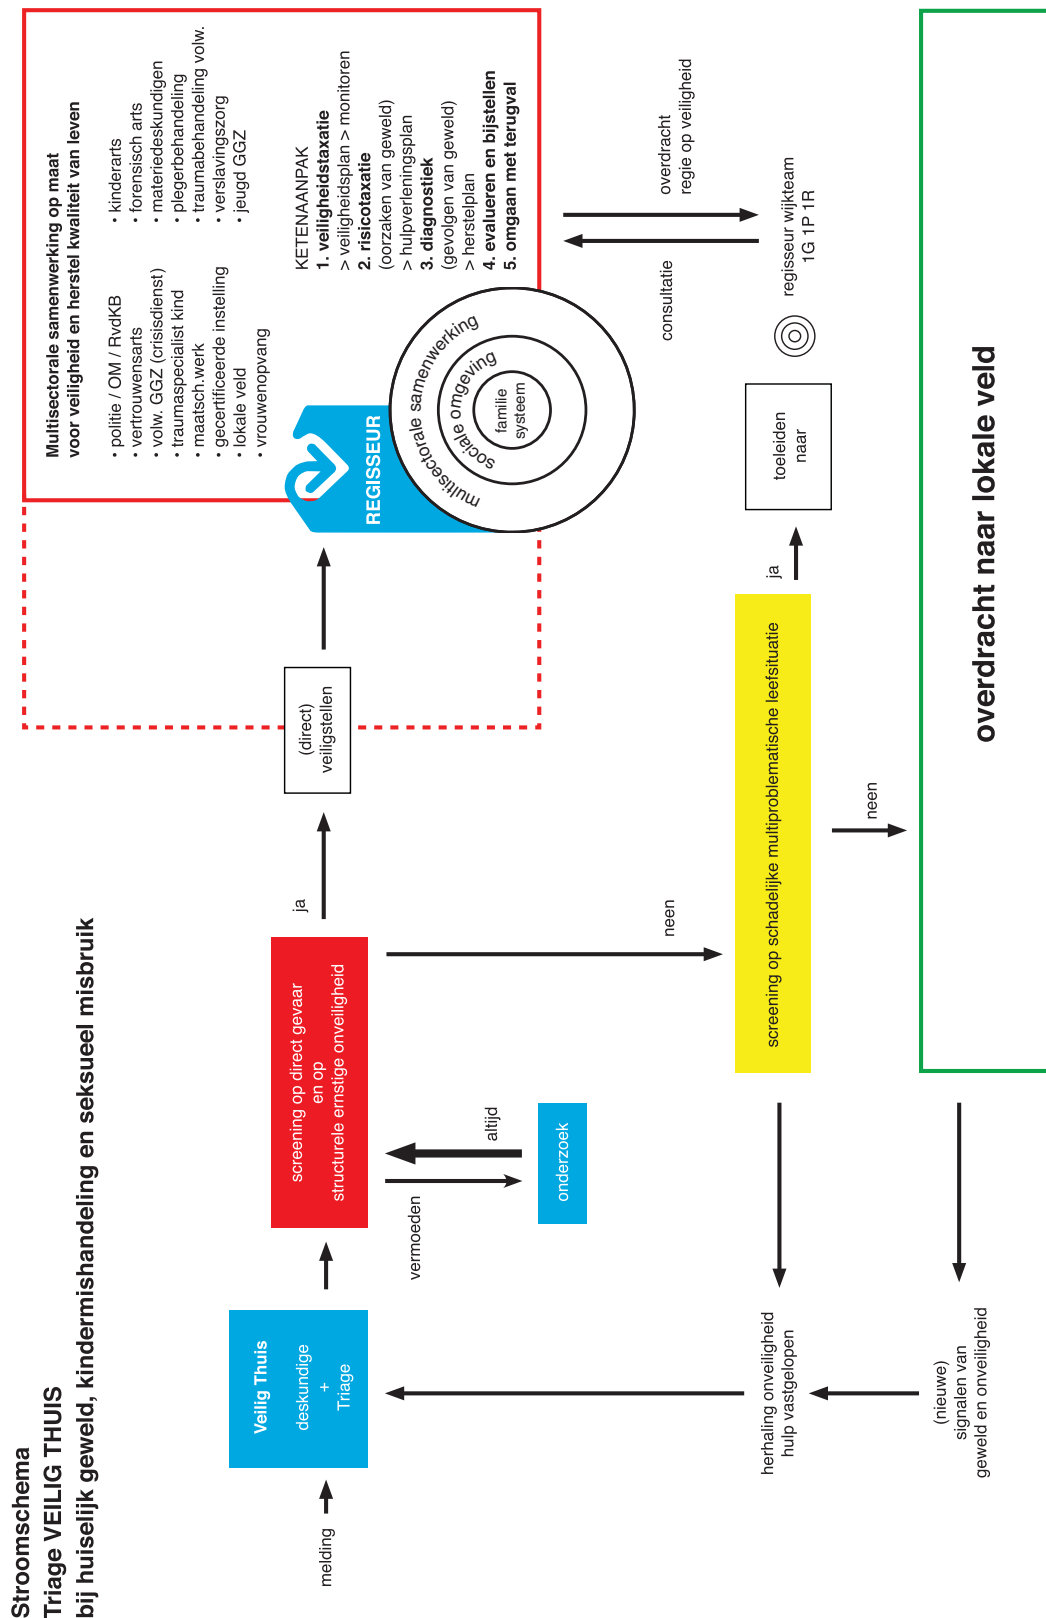 Stroomschema
Triage VEILIG THUIS
bij huiselijk geweld, kindermishandeling en seksueel misbruik
melding
Veilig Thuis
deskundige
+
Triage
screening op direct gevaar
en op
structurele ernstige onveiligheid
vermoeden
altijd
onderzoek
ja
(direct)
veiligstellen
neen
Multisectorale samenwerking op maat
voor veiligheid en herstel kwaliteit van leven
• politie / OM / RvdKB
• vertrouwensarts
• volw. GGZ (crisisdienst)
• traumaspecialist kind
• maatsch.werk
• gecertificeerde instelling
• lokale veld
• vrouwenopvang
• kinderarts
• forensisch arts
• materiedeskundigen
• plegerbehandeling
• traumabehandeling volw.
• verslavingszorg
• jeugd GGZ
REGISSEUR
multisectorale samenwerking
sociale omgeving
familie
systeem
KETENAANPAK
1. veiligheidstaxatie
> veiligheidsplan > monitoren
2. risicotaxatie
(oorzaken van geweld)
> hulpverleningsplan
3. diagnostiek
(gevolgen van geweld)
> herstelplan
4. evalueren en bijstellen
5. omgaan met terugval
consultatie
overdracht
regie op veiligheid
screening op schadelijke multiproblematische leefsituatie
ja
toeleiden
naar
regisseur wijkteam
1G 1P 1R
neen
herhaling onveiligheid
hulp vastgelopen
(nieuwe)
signalen van
geweld en onveiligheid
overdracht naar lokale veld